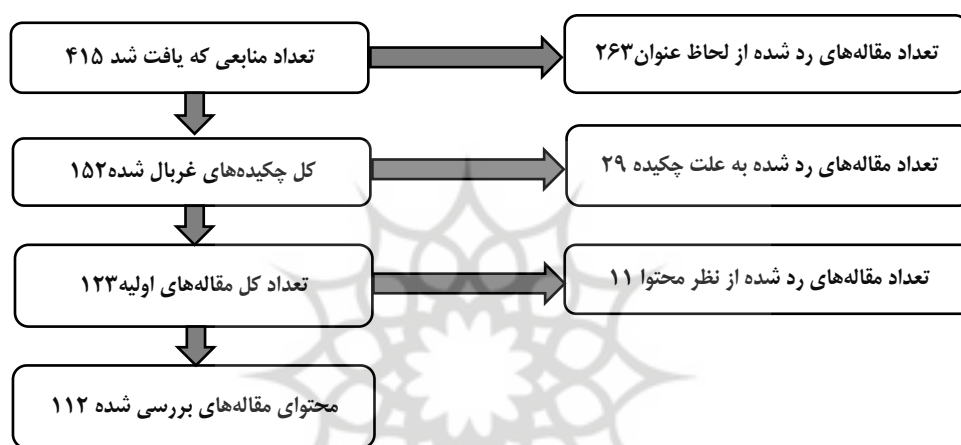 تعداد منابعی که یافت شد ۴۱۵
تعداد مقاله‌های رد شده از لحاظ عنوان۲۶۳
کل چکیده‌های غربال شده۱۵۲
تعداد مقاله‌های رد شده به علت چکیده ۲۹
تعداد کل مقاله‌های اولیه۱۲۳
تعداد مقاله‌های رد شده از نظر محتوا ۱۱
محتوای مقاله‌های بررسی شده ۱۱۲